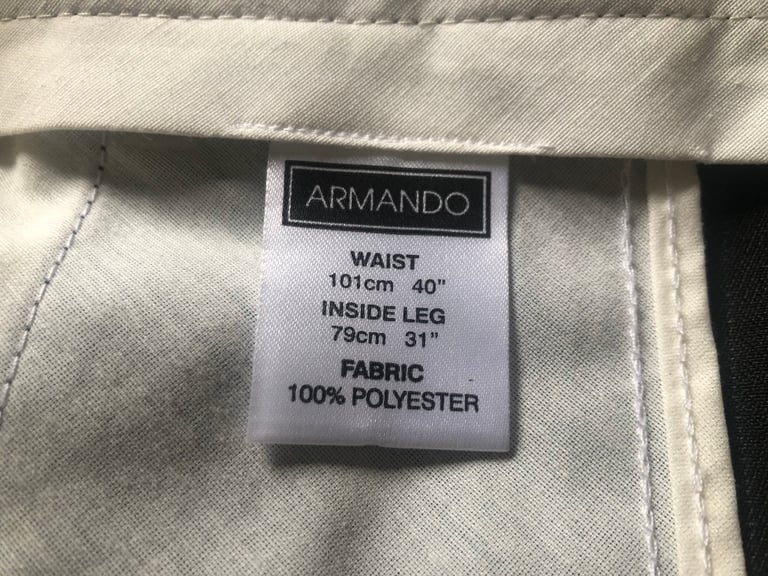 ARMANDO
WAIST
101cm 40"
INSIDE LEG
79cm 31"
FABRIC
100% POLYESTER